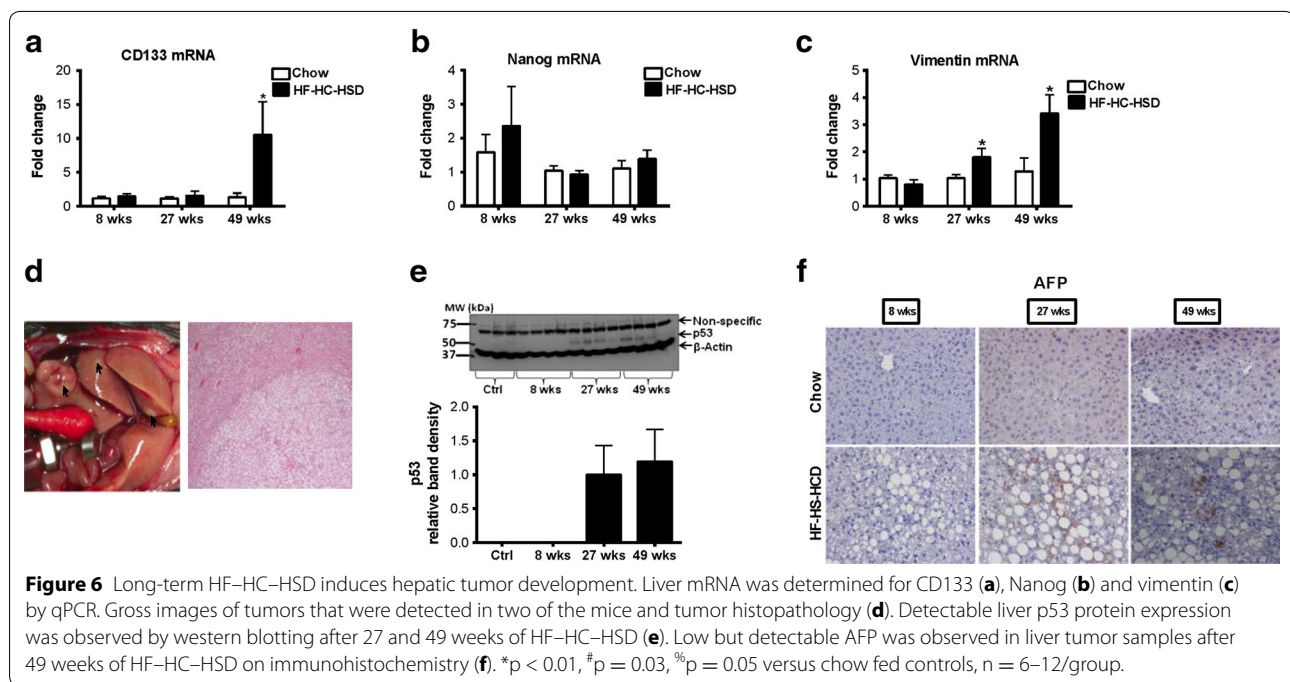 a
CD133 mRNA
Fold change
20
15
10
5
0
Chow
HF-HC-HSD
*
8 wks 27 wks 49 wks
b
Nanog mRNA
Fold change
4
3
2
1
0
Chow
HF-HC-HSD
8 wks 27 wks 49 wks
c
Vimentin mRNA
Fold change
5
4
3
2
1
0
Chow
HF-HC-HSD
*
*
8 wks 27 wks 49 wks
d
e
MW (kDa)
75
50
37
Non-specific
p53
β-Actin
Ctrl 8 wks 27 wks 49 wks
p53
relative band density
2.0
1.5
1.0
0.5
0.0
Ctrl 8 wks 27 wks 49 wks
f
AFP
8 wks 27 wks 49 wks
Chow
HF-HS-HCD
Figure 6 Long-term HF–HC–HSD induces hepatic tumor development. Liver mRNA was determined for CD133 (a), Nanog (b) and vimentin (c)
by qPCR. Gross images of tumors that were detected in two of the mice and tumor histopathology (d). Detectable liver p53 protein expression
was observed by western blotting after 27 and 49 weeks of HF–HC–HSD (e). Low but detectable AFP was observed in liver tumor samples after
49 weeks of HF–HC–HSD on immunohistochemistry (f). *p < 0.01, #p = 0.03, %p = 0.05 versus chow fed controls, n = 6–12/group.